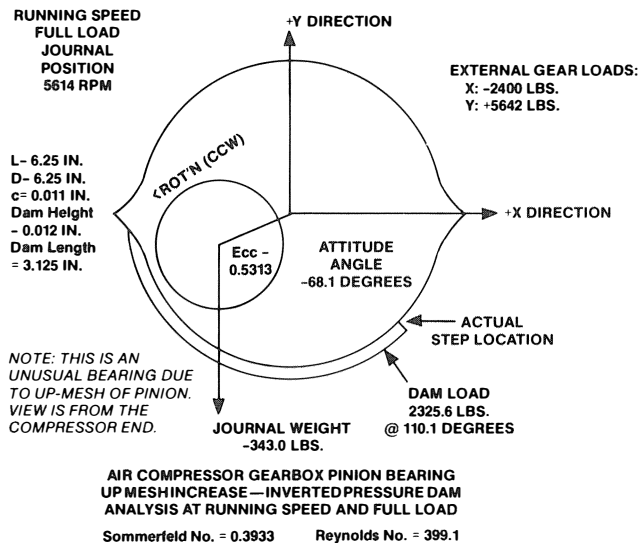 RUNNING SPEED
FULL LOAD
JOURNAL
POSITION
5614 RPM
+Y DIRECTION
EXTERNAL GEAR LOADS:
X: -2400 LBS.
Y: +5642 LBS.
<ROT'N (CCW)
L- 6.25 IN.
D- 6.25 IN.
c= 0.011 IN.
Dam Height
- 0.012 IN.
Dam Length
= 3.125 IN.
+X DIRECTION
Ecc -
0.5313
ATTITUDE
ANGLE
-68.1 DEGREES
ACTUAL
STEP LOCATION
NOTE: THIS IS AN
UNUSUAL BEARING DUE
TO UP-MESH OF PINION.
VIEW IS FROM THE
COMPRESSOR END.
DAM LOAD
2325.6 LBS.
@ 110.1 DEGREES
JOURNAL WEIGHT
-343.0 LBS.
AIR COMPRESSOR GEARBOX PINION BEARING
UP MESH INCREASE—INVERTED PRESSURE DAM
ANALYSIS AT RUNNING SPEED AND FULL LOAD
Sommerfeld No. = 0.3933 Reynolds No. = 399.1